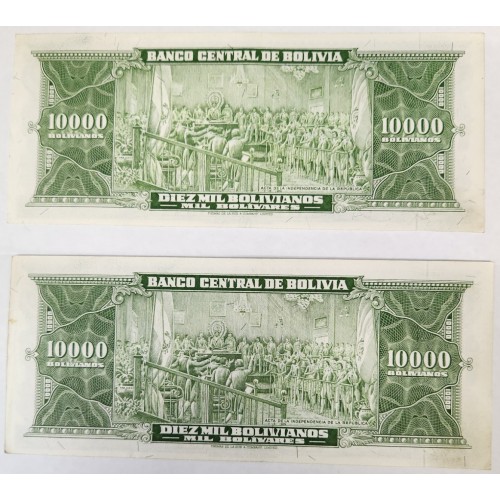 BANCO CENTRAL DE BOLIVIA
10000
BOLIVIANOS
10000
BOLIVIANOS
ACTA DE LA INDEPENDENCIA DE LA REPUBLICA
DIEZ MIL BOLIVIANOS
MIL BOLIVARES
BANCO CENTRAL DE BOLIVIA
10000
BOLIVIANOS
10000
BOLIVIANOS
ACTA DE LA INDEPENDENCIA DE LA REPUBLICA
DIEZ MIL BOLIVIANOS
MIL BOLIVARES